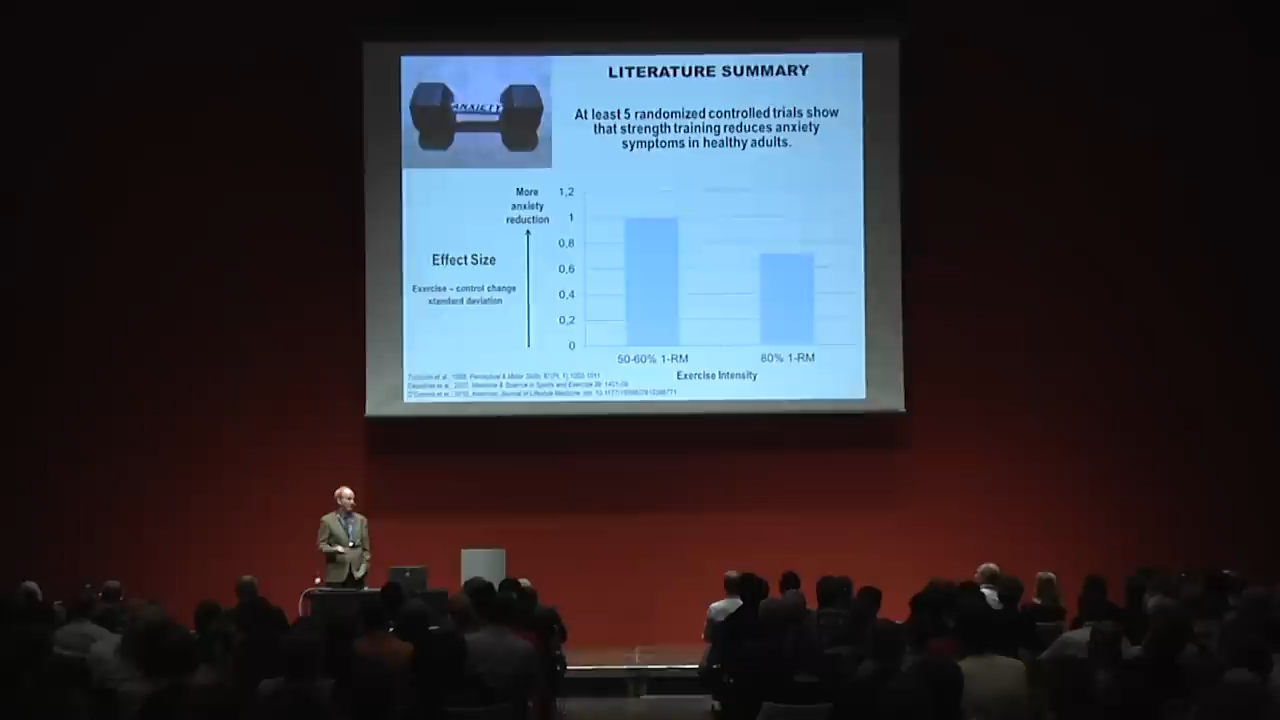 ANXIETY
LITERATURE SUMMARY
At least 5 randomized controlled trials show
that strength training reduces anxiety
symptoms in healthy adults.
More
anxiety
reduction
Effect Size
Exercise – control change
standard deviation
1,2
1
0,8
0,6
0,4
0,2
0
50-60% 1-RM
80% 1-RM
Exercise Intensity